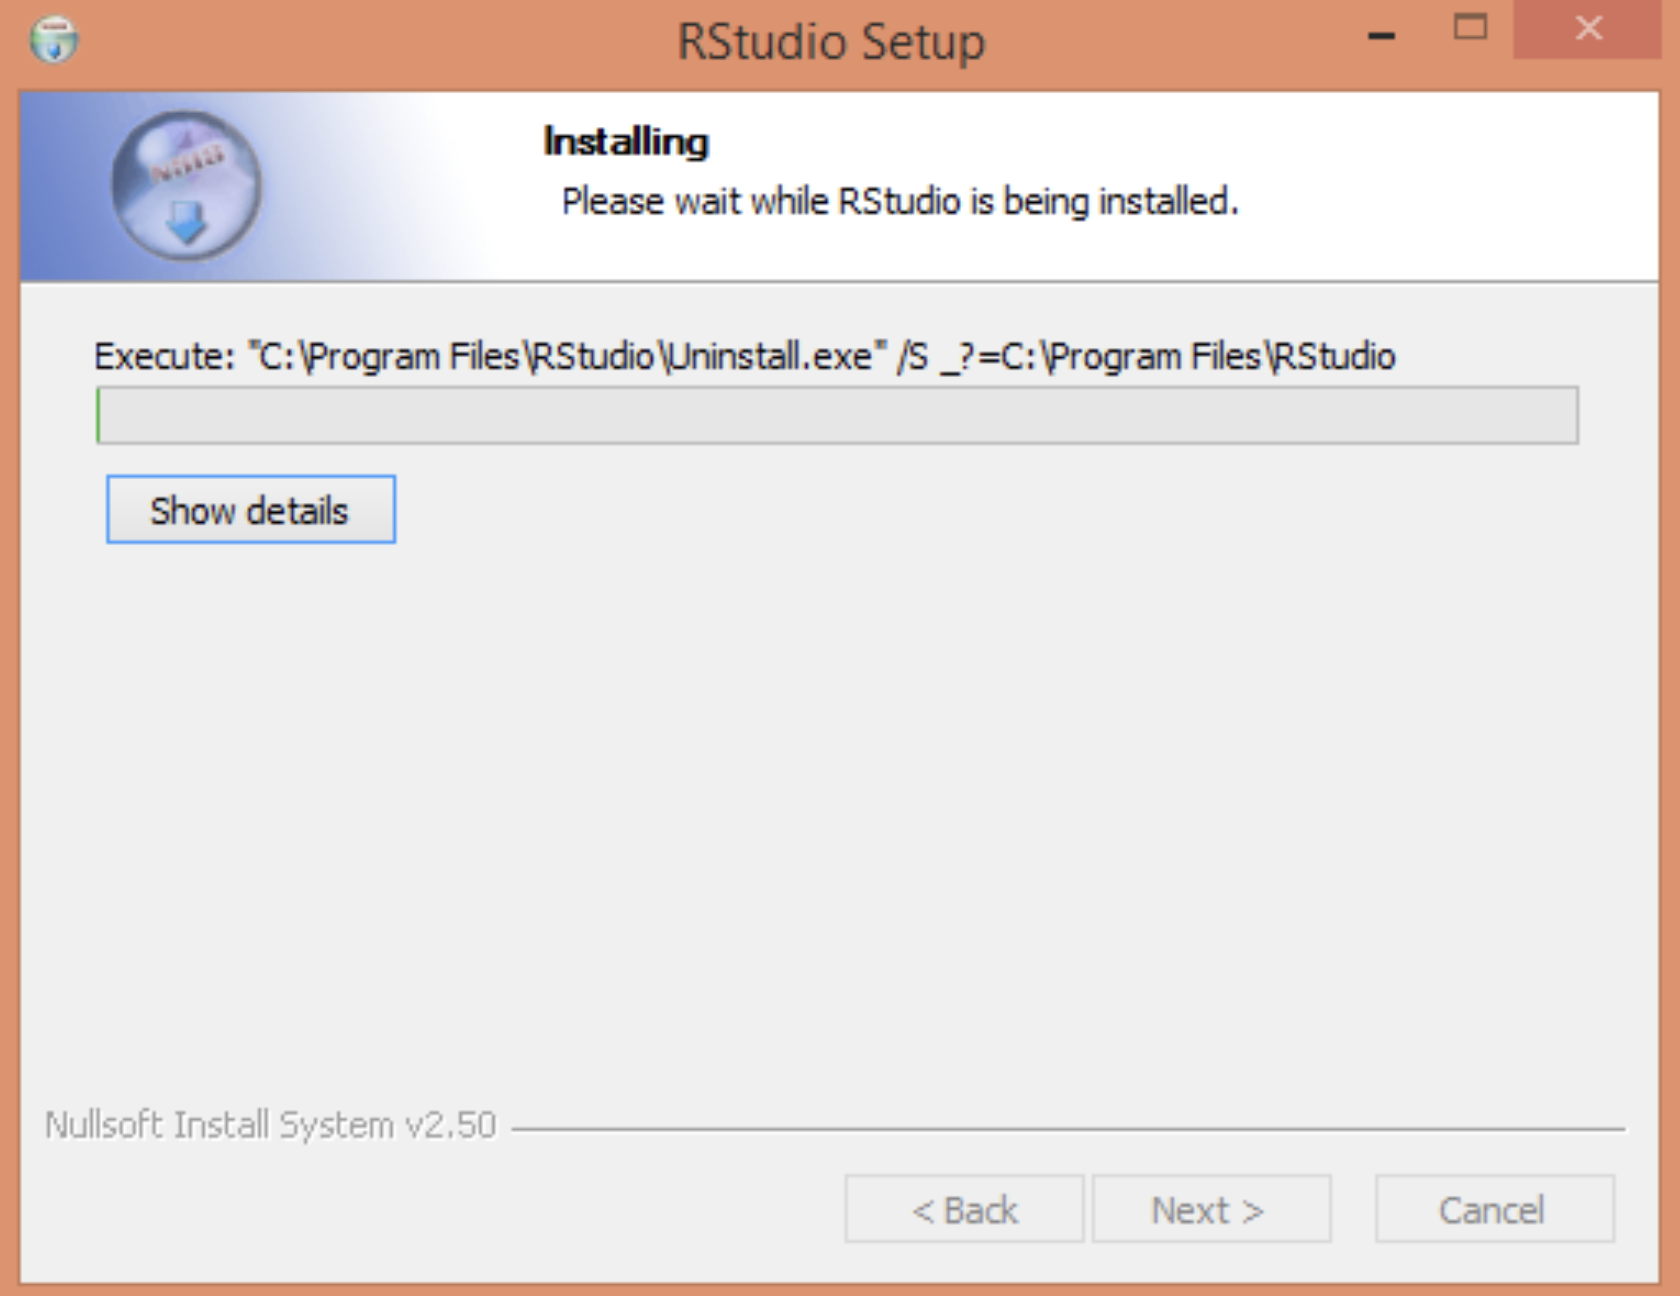 RStudio Setup
Installing
Please wait while RStudio is being installed.
Execute: "C:\Program Files\RStudio\Uninstall.exe" /S _?=C:\Program Files\RStudio
Show details
Nullsoft Install System v2.50
< Back Next > Cancel